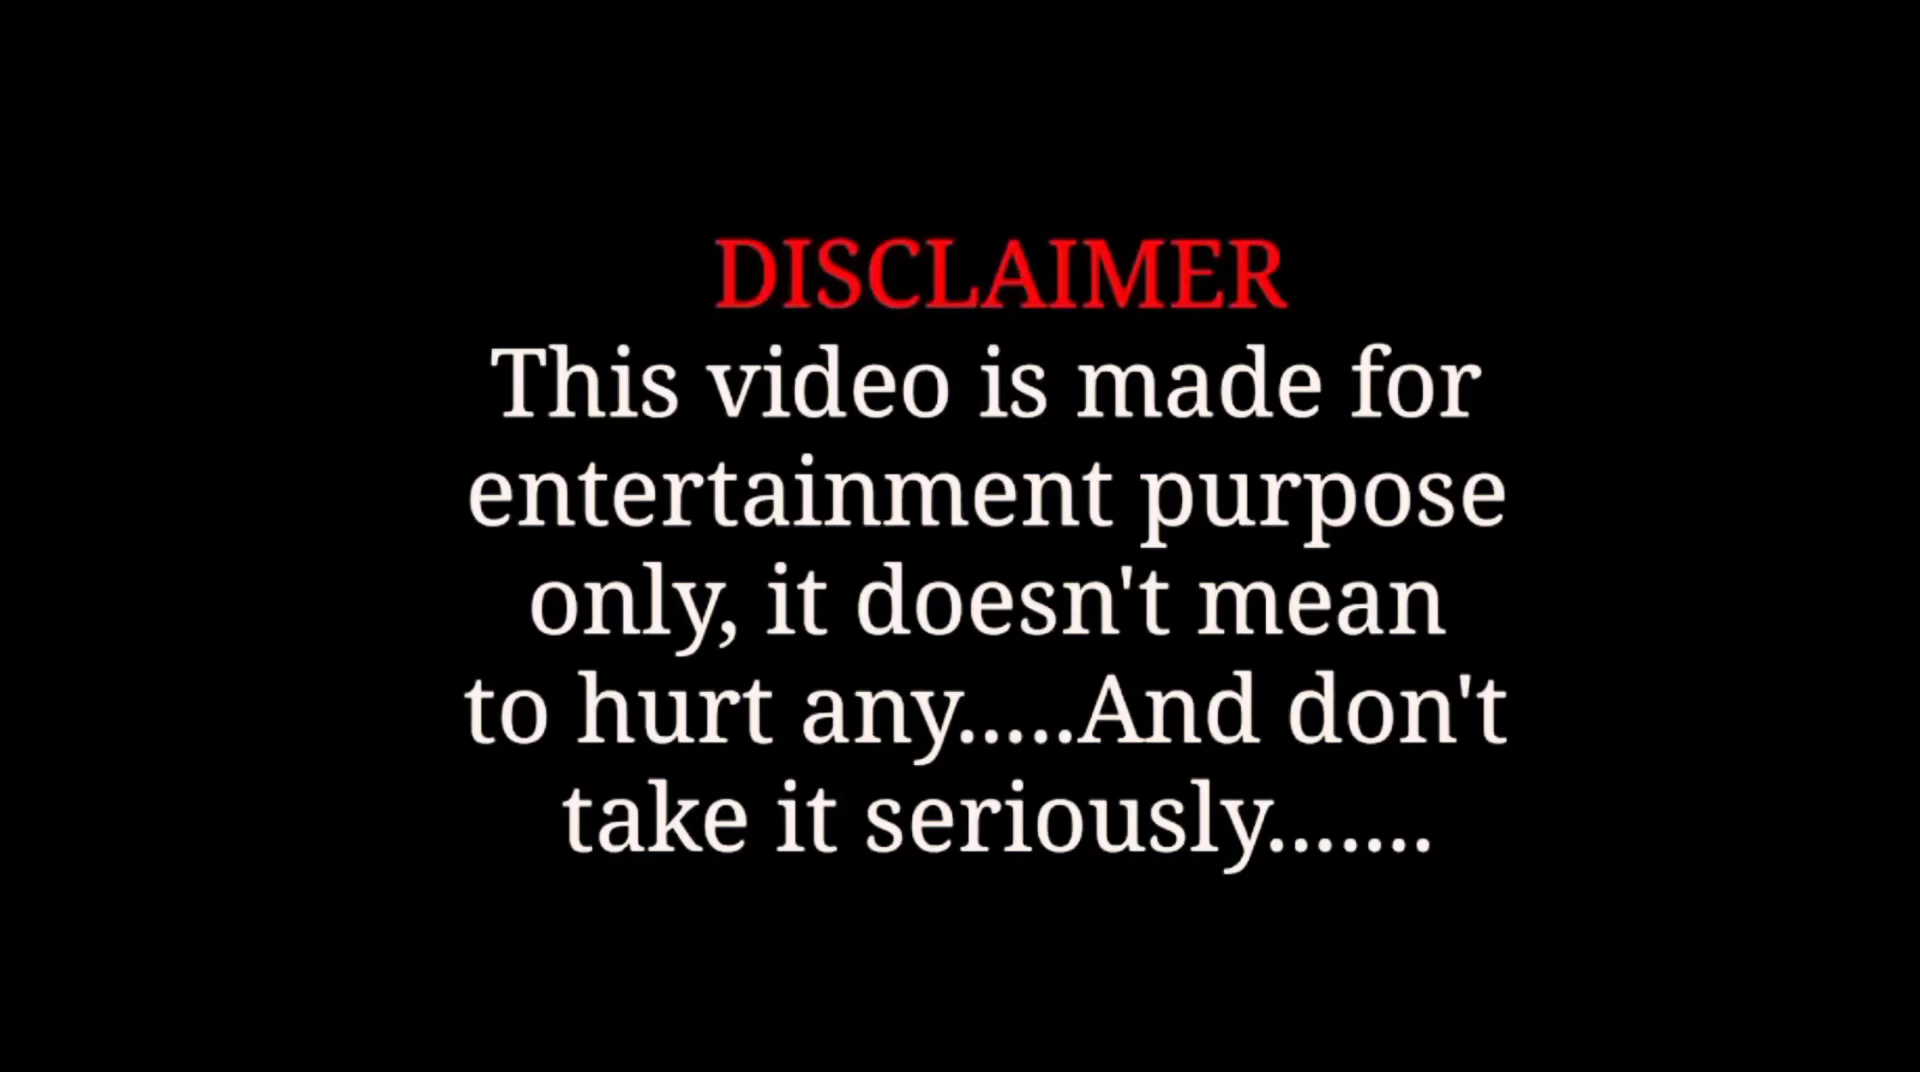 DISCLAIMER
This video is made for
entertainment purpose
only, it doesn't mean
to hurt any.....And don't
take it seriously.......